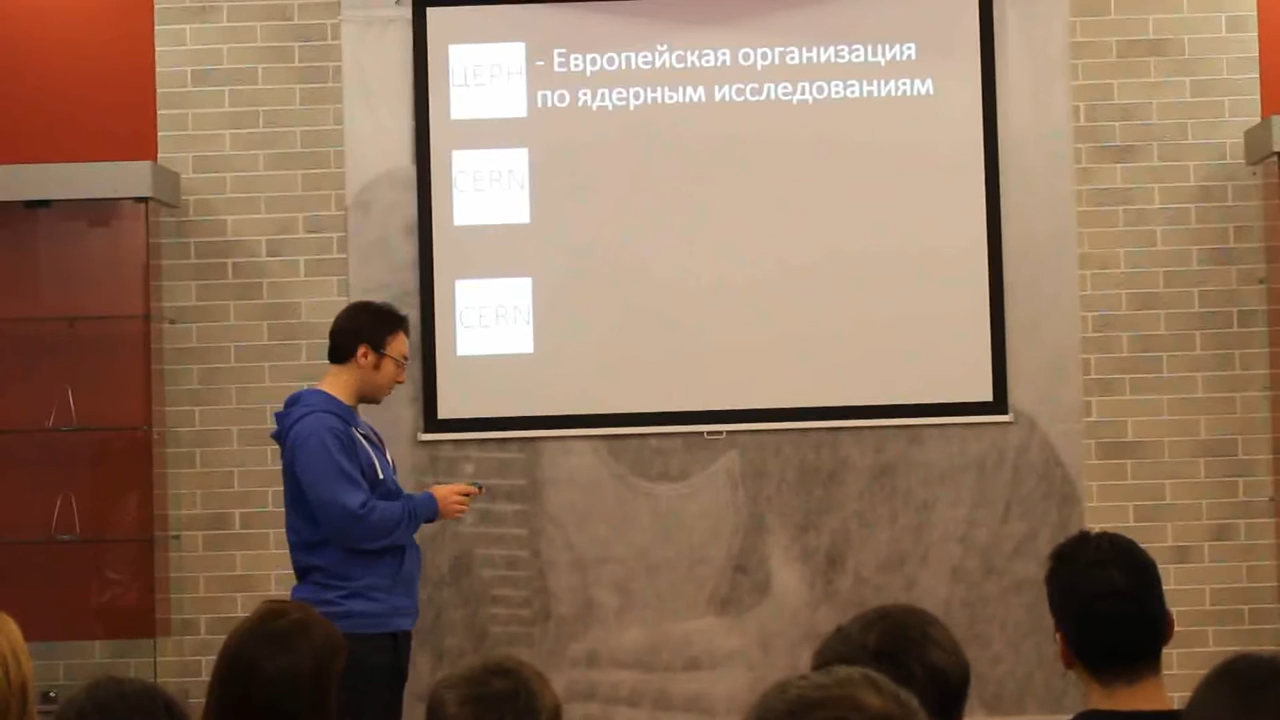 ЦЕРН - Европейская организация
по ядерным исследованиям
CERN
CERN